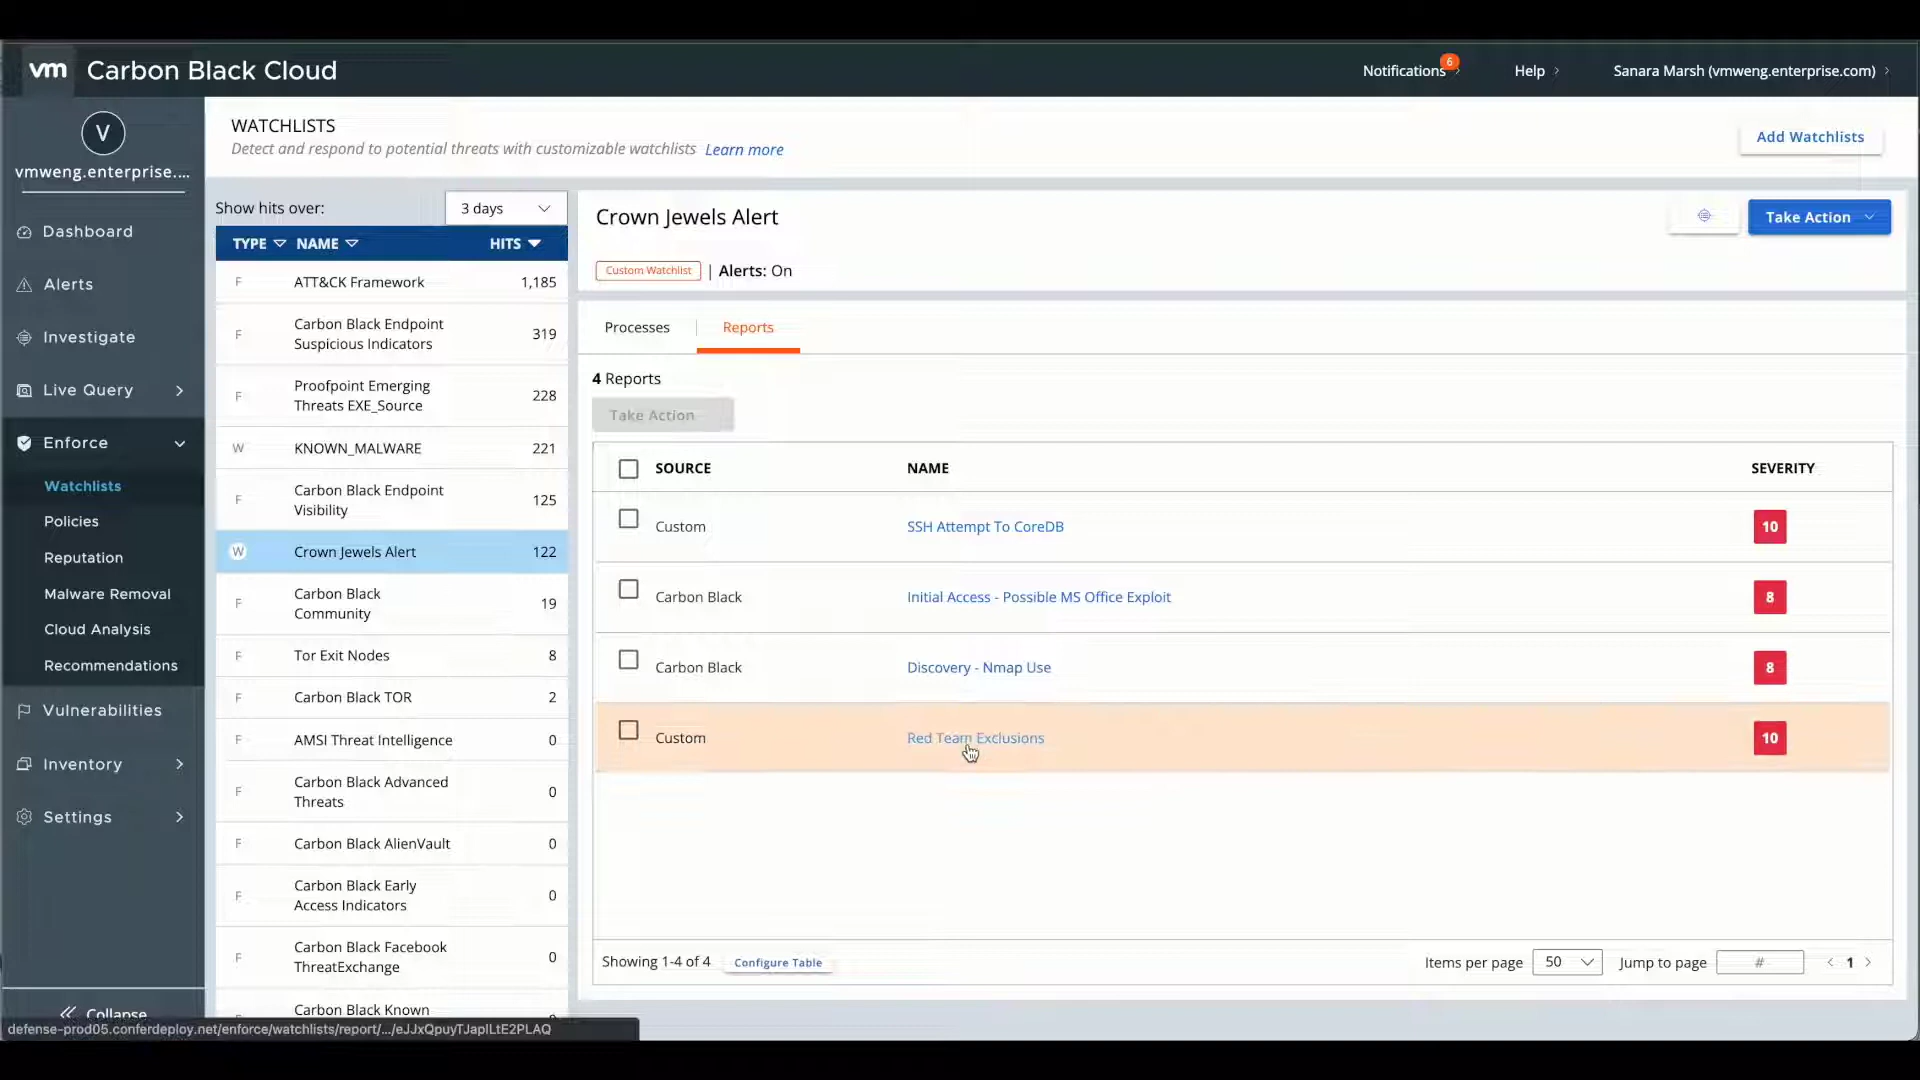 vm Carbon Black Cloud
Notifications 6
Help
Sanara Marsh (vmweng.enterprise.com)
V
vmweng.enterprise....
Dashboard
Alerts
Investigate
Live Query
Enforce
Watchlists
Policies
Reputation
Malware Removal
Cloud Analysis
Recommendations
Vulnerabilities
Inventory
Settings
Collapse
WATCHLISTS
Detect and respond to potential threats with customizable watchlists Learn more
Add Watchlists
Show hits over: 3 days
TYPE NAME HITS
F ATT&CK Framework 1,185
F Carbon Black Endpoint
Suspicious Indicators 319
F Proofpoint Emerging
Threats EXE_Source 228
W KNOWN_MALWARE 221
F Carbon Black Endpoint
Visibility 125
W Crown Jewels Alert 122
F Carbon Black
Community 19
F Tor Exit Nodes 8
F Carbon Black TOR 2
F AMSI Threat Intelligence 0
F Carbon Black Advanced
Threats 0
F Carbon Black AlienVault 0
F Carbon Black Early
Access Indicators 0
F Carbon Black Facebook
ThreatExchange 0
Carbon Black Known
Crown Jewels Alert
Take Action
Custom Watchlist | Alerts: On
Processes Reports
4 Reports
Take Action
SOURCE NAME SEVERITY
Custom SSH Attempt To CoreDB 10
Carbon Black Initial Access - Possible MS Office Exploit 8
Carbon Black Discovery - Nmap Use 8
Custom Red Team Exclusions 10
Showing 1-4 of 4 Configure Table
Items per page 50 Jump to page # < 1 >